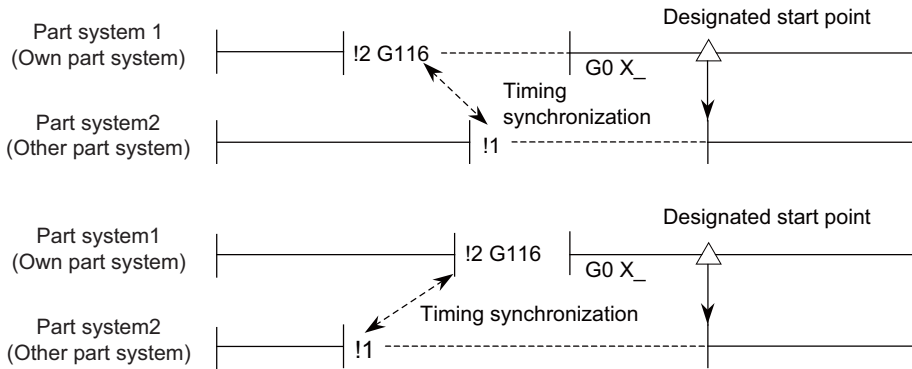 Designated start point
Part system 1
(Own part system)
!2 G116
G0 X_
Timing
synchronization
Part system2
(Other part system)
!1
Designated start point
Part system1
(Own part system)
!2 G116
G0 X_
Timing synchronization
Part system2
(Other part system)
!1